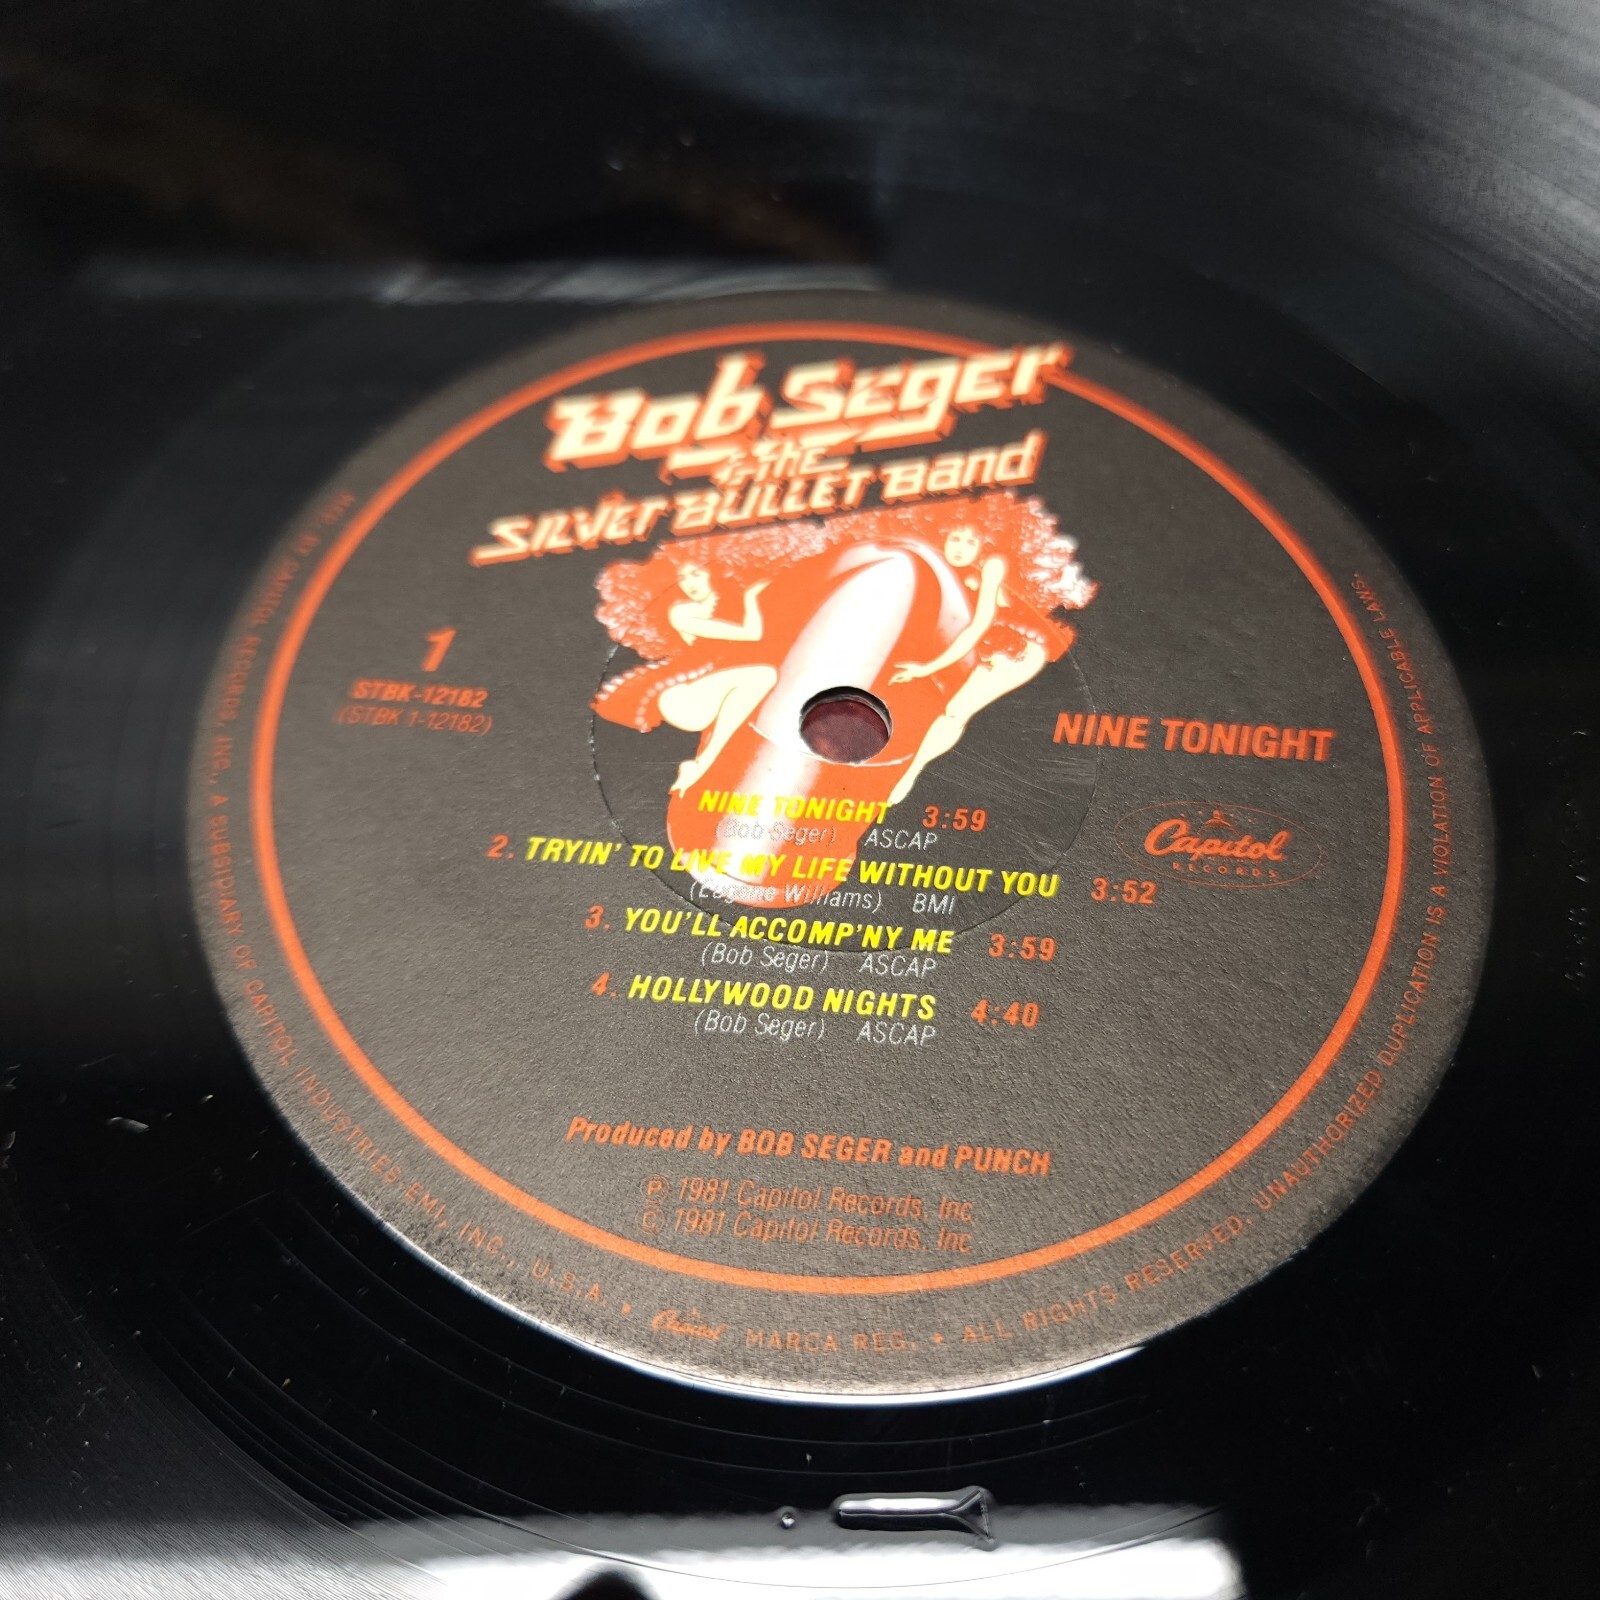 Bob Seger
& the
Silver Bullet Band
1
STBK-12182
(STBK 1-12182)
NINE TONIGHT
Capitol
RECORDS
NINE TONIGHT 3:59
(Bob Seger) ASCAP
2. TRYIN' TO LIVE MY LIFE WITHOUT YOU 3:52
(Eugene Williams) BMI
3. YOU'LL ACCOMP'NY ME 3:59
(Bob Seger) ASCAP
4. HOLLYWOOD NIGHTS 4:40
(Bob Seger) ASCAP
Produced by BOB SEGER and PUNCH
℗ 1981 Capitol Records, Inc
© 1981 Capitol Records, Inc
MFD. BY CAPITOL RECORDS, INC., A SUBSIDIARY OF CAPITOL INDUSTRIES-EMI, INC., U.S.A. • Capitol MARCA REG. • ALL RIGHTS RESERVED. UNAUTHORIZED DUPLICATION IS A VIOLATION OF APPLICABLE LAWS.